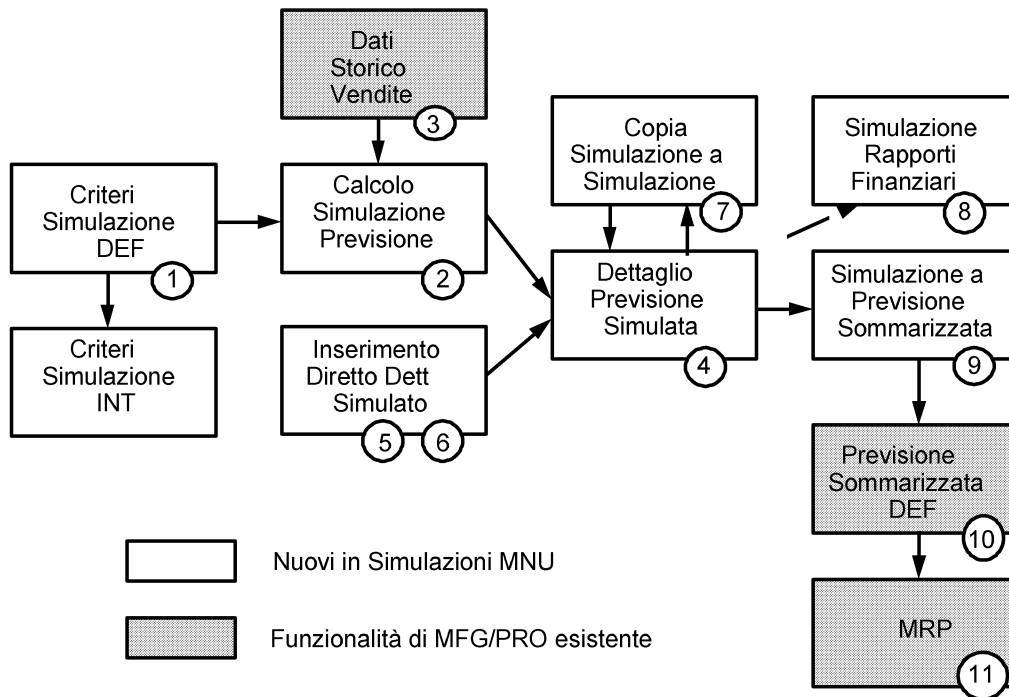 Dati
Storico
Vendite
3
Copia
Simulazione a
Simulazione
7
Simulazione
Rapporti
Finanziari
8
Criteri
Simulazione
DEF
1
Calcolo
Simulazione
Previsione
2
Dettaglio
Previsione
Simulata
4
Simulazione a
Previsione
Sommarizzata
9
Criteri
Simulazione
INT
Inserimento
Diretto Dett
Simulato
5
6
Previsione
Sommarizzata
DEF
10
MRP
11
Nuovi in Simulazioni MNU
Funzionalità di MFG/PRO esistente